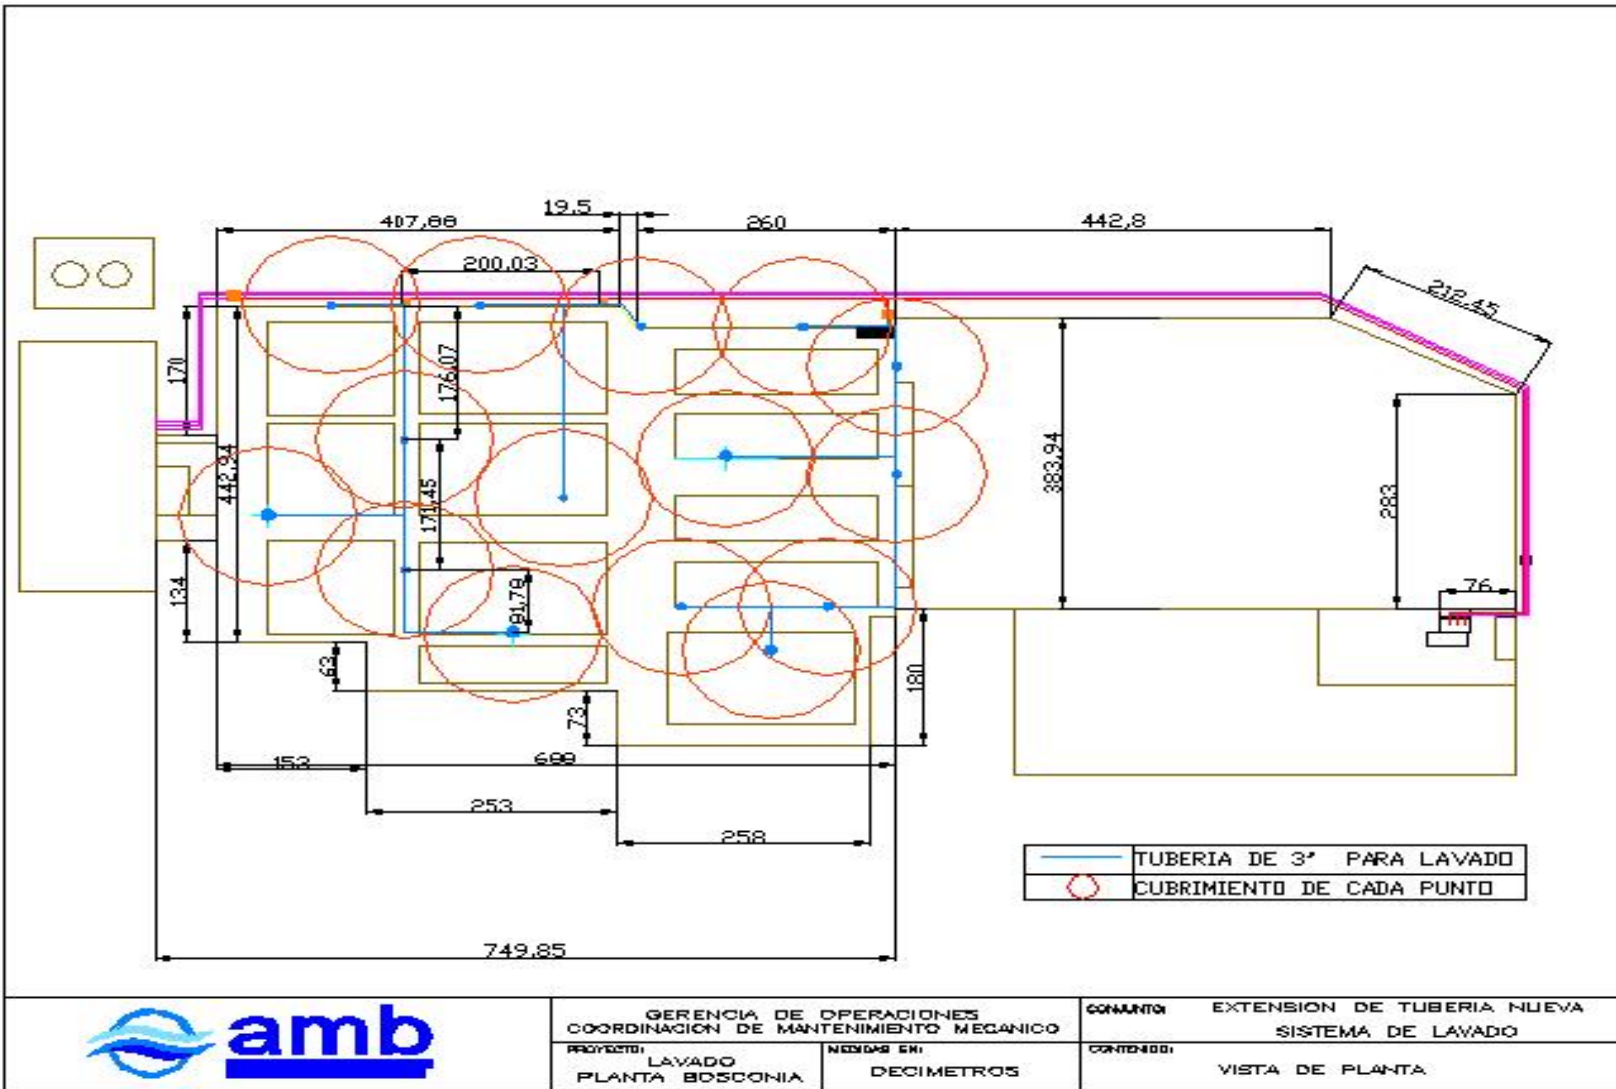 19,5
407,88
260
442,8
200,03
212,45
170
176,07
442,94
171,45
383,94
283
134
91,78
76
63
180
73
153
688
253
258
TUBERIA DE 3" PARA LAVADO
CUBRIMIENTO DE CADA PUNTO
749,85
amb
GERENCIA DE OPERACIONES
COORDINACION DE MANTENIMIENTO MECANICO
PROYECTO:
LAVADO
PLANTA BOSCONIA
MEDIDAS EN:
DECIMETROS
CONJUNTO:
EXTENSION DE TUBERIA NUEVA
SISTEMA DE LAVADO
CONTENIDO:
VISTA DE PLANTA